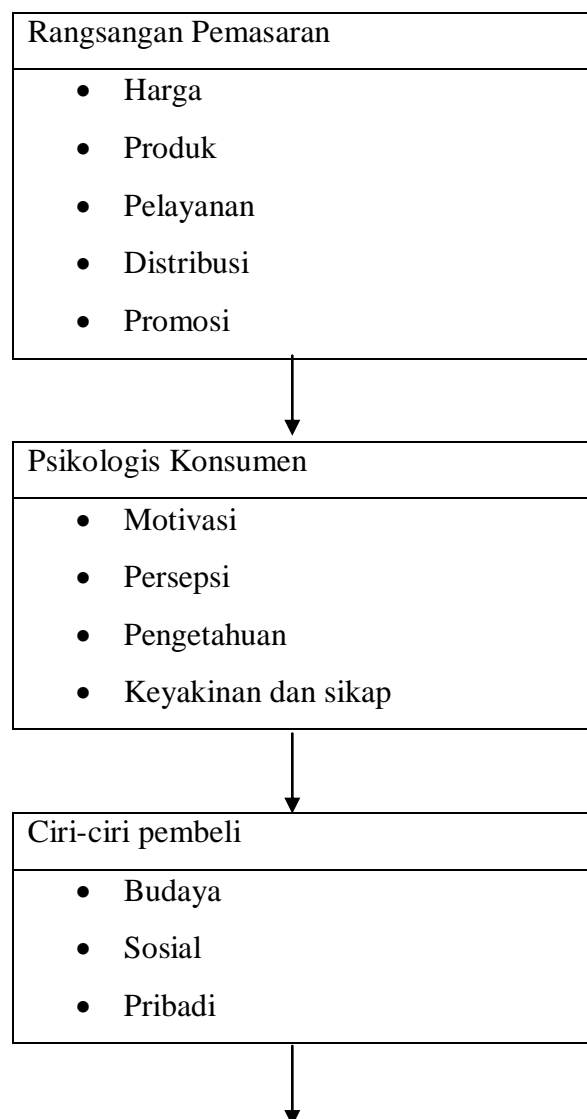 Rangsangan Pemasaran
• Harga
• Produk
• Pelayanan
• Distribusi
• Promosi
Psikologis Konsumen
• Motivasi
• Persepsi
• Pengetahuan
• Keyakinan dan sikap
Ciri-ciri pembeli
• Budaya
• Sosial
• Pribadi